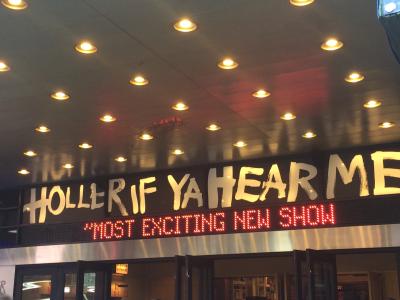 HOLLER IF YA HEAR ME
"MOST EXCITING NEW SHOW